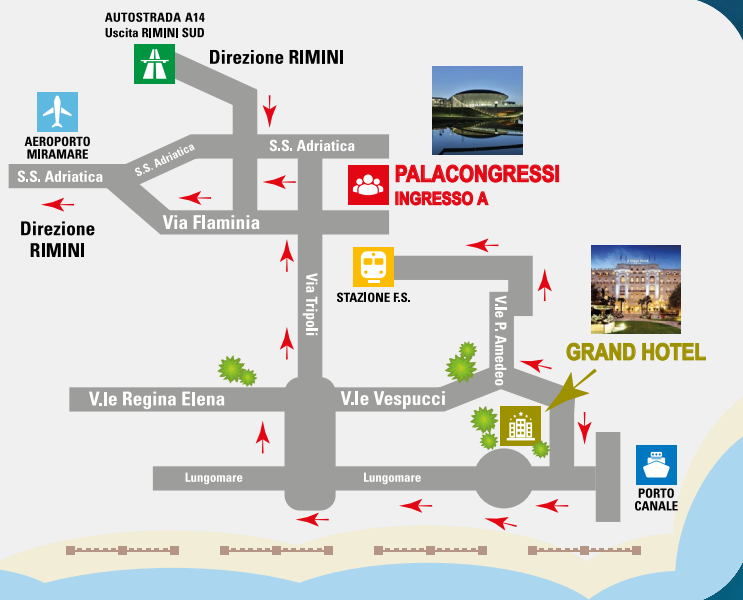 AUTOSTRADA A14
Uscita RIMINI SUD
Direzione RIMINI
AEROPORTO
MIRAMARE
S.S. Adriatica
S.S. Adriatica
S.S. Adriatica
PALACONGRESSI
INGRESSO A
Direzione
RIMINI
Via Flaminia
Via Tripoli
STAZIONE F.S.
V.le P. Amedeo
GRAND HOTEL
V.le Regina Elena
V.le Vespucci
Lungomare
Lungomare
PORTO
CANALE